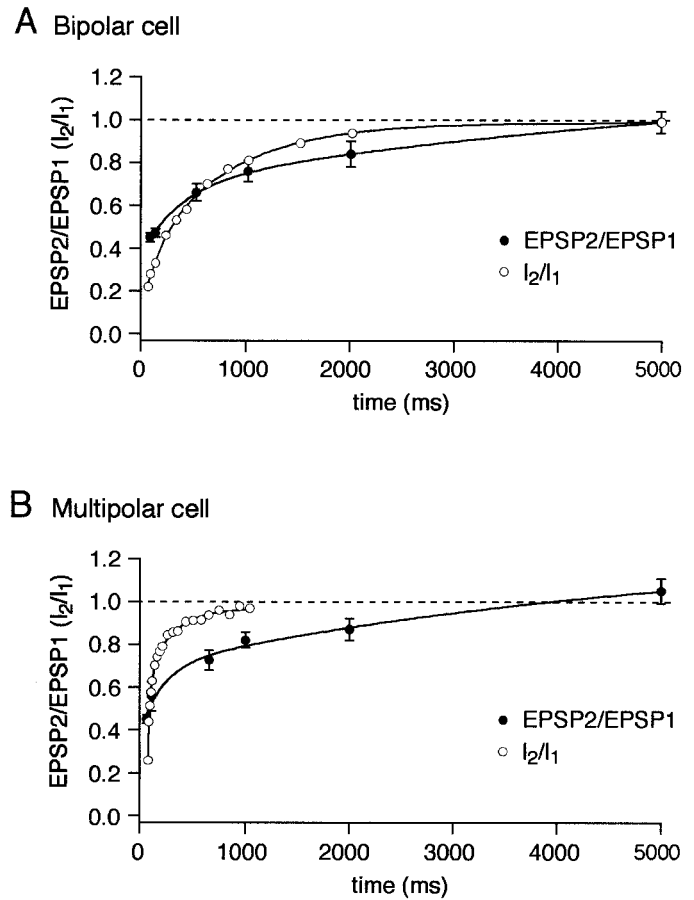 A Bipolar cell
EPSP2/EPSP1 (I₂/I₁)
1.2
1.0
0.8
0.6
0.4
0.2
0.0
EPSP2/EPSP1
I₂/I₁
0 1000 2000 3000 4000 5000
time (ms)
B Multipolar cell
EPSP2/EPSP1 (I₂/I₁)
1.2
1.0
0.8
0.6
0.4
0.2
0.0
EPSP2/EPSP1
I₂/I₁
0 1000 2000 3000 4000 5000
time (ms)